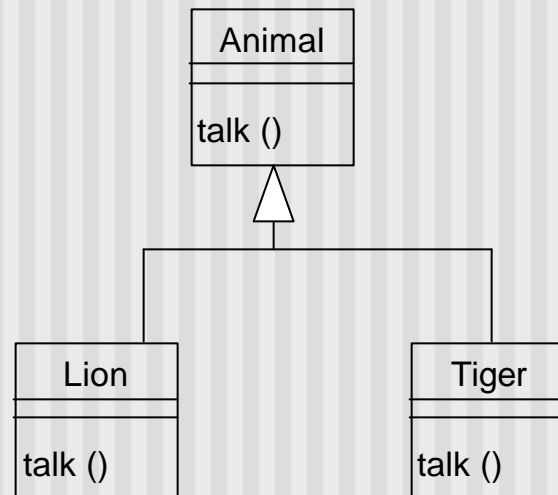 Animal
talk ()
Lion
Tiger
talk ()
talk ()